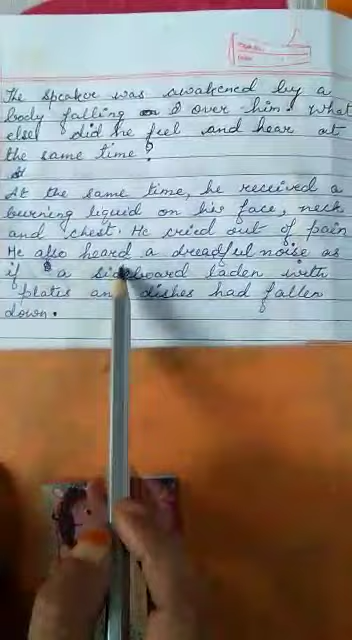 The speaker was awakened by a
body falling over him. what
else did he feel and hear at
the same time?
At the same time, he received a
burning liquid on his face, neck
and chest. He cried out of pain
He also heard a dreadful noise as
if a sideboard laden with
plates and dishes had fallen
down.